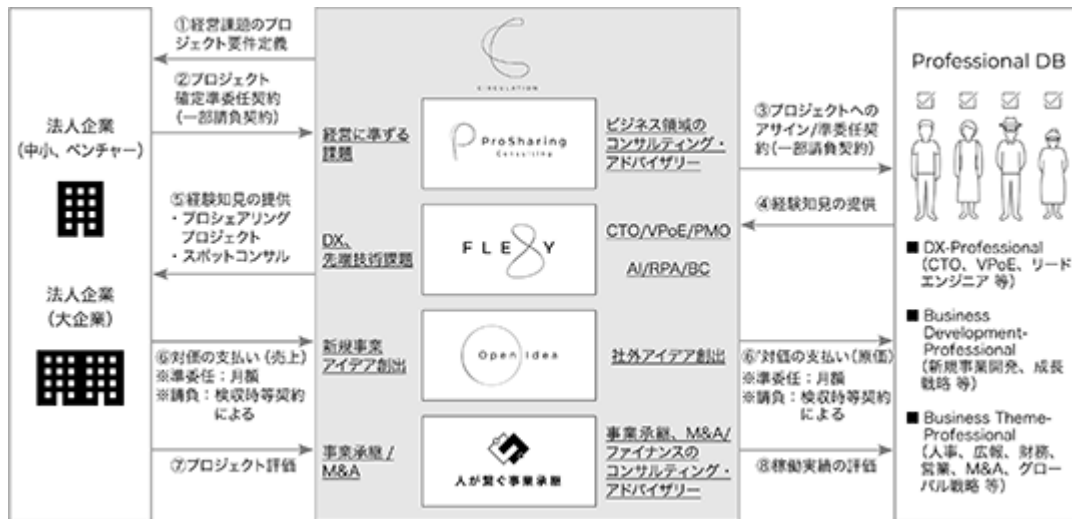 ①経営課題のプロ
ジェクト要件定義
②プロジェクト
確定準委任契約
(一部請負契約)
法人企業
(中小、ベンチャー)
⑤経験知見の提供
・プロシェアリング
プロジェクト
・スポットコンサル
法人企業
(大企業)
⑥対価の支払い(売上)
※準委任:月額
※請負:検収時等契約
による
⑦プロジェクト評価
CIRCULATION
経営に準ずる
課題
ProSharing
Consulting
ビジネス領域の
コンサルティング・
アドバイザリー
DX、
先端技術課題
FLEXY
CTO/VPoE/PMO
AI/RPA/BC
新規事業
アイデア創出
Open Idea
社外アイデア創出
事業承継/
M&A
人が繋ぐ事業承継
事業承継、M&A/
ファイナンスの
コンサルティング・
アドバイザリー
③プロジェクトへの
アサイン/準委任契
約(一部請負契約)
④経験知見の提供
⑥'対価の支払い(原価)
※準委任:月額
※請負:検収時等契約
による
⑧稼働実績の評価
Professional DB
■ DX-Professional
(CTO、VPoE、リード
エンジニア 等)
■ Business
Development-
Professional
(新規事業開発、成長
戦略 等)
■ Business Theme-
Professional
(人事、広報、財務、
営業、M&A、グロー
バル戦略 等)